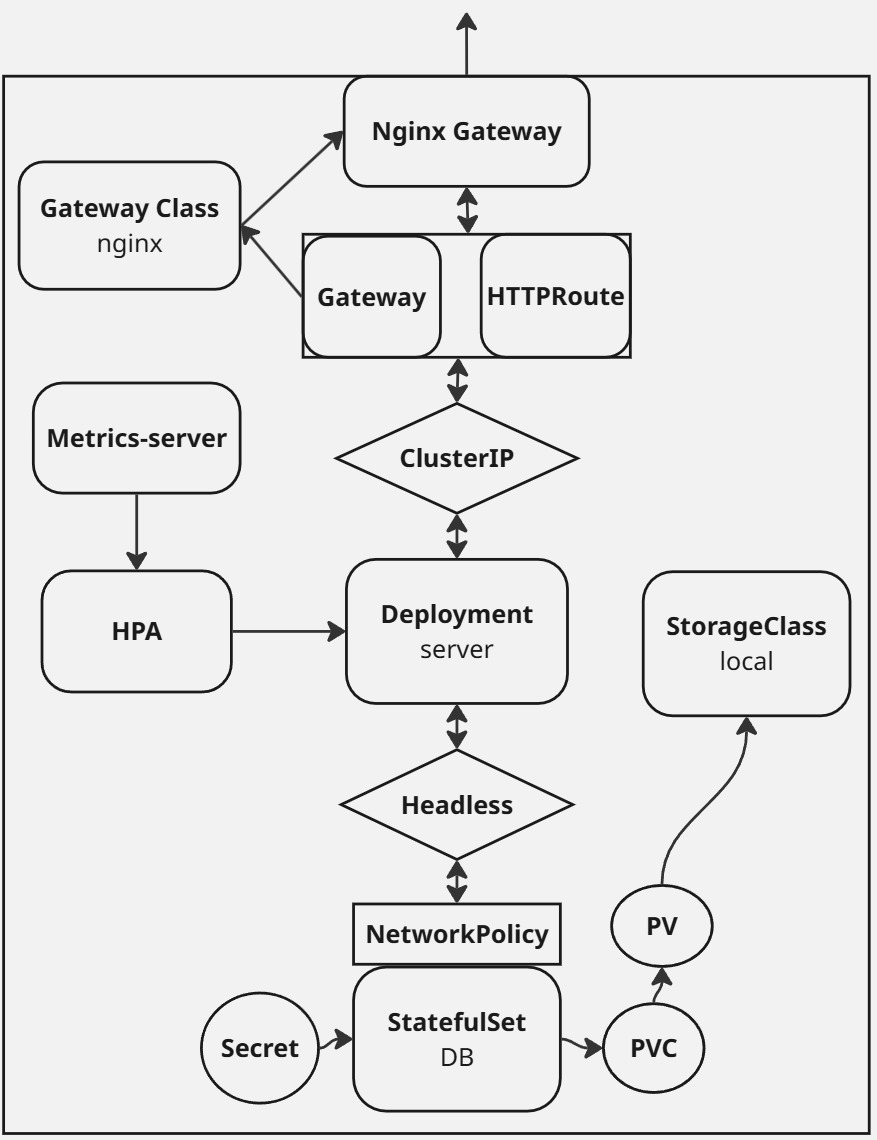 Nginx Gateway
Gateway Class
nginx
Gateway
HTTPRoute
Metrics-server
ClusterIP
HPA
Deployment
server
StorageClass
local
Headless
NetworkPolicy
PV
Secret
StatefulSet
DB
PVC